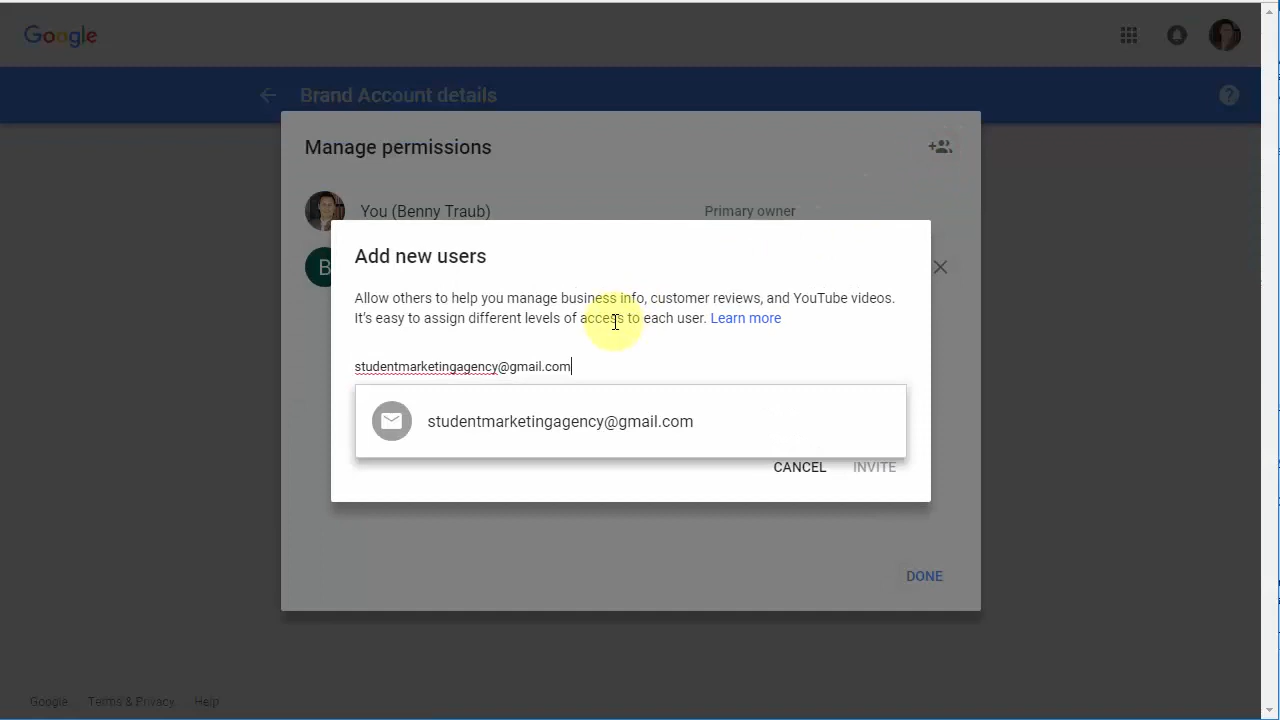 Google
Brand Account details
Manage permissions
You (Benny Traub)
Primary owner
B
Add new users
Allow others to help you manage business info, customer reviews, and YouTube videos.
It's easy to assign different levels of access to each user. Learn more
studentmarketingagency@gmail.com
studentmarketingagency@gmail.com
CANCEL INVITE
DONE
Google Terms & Privacy Help